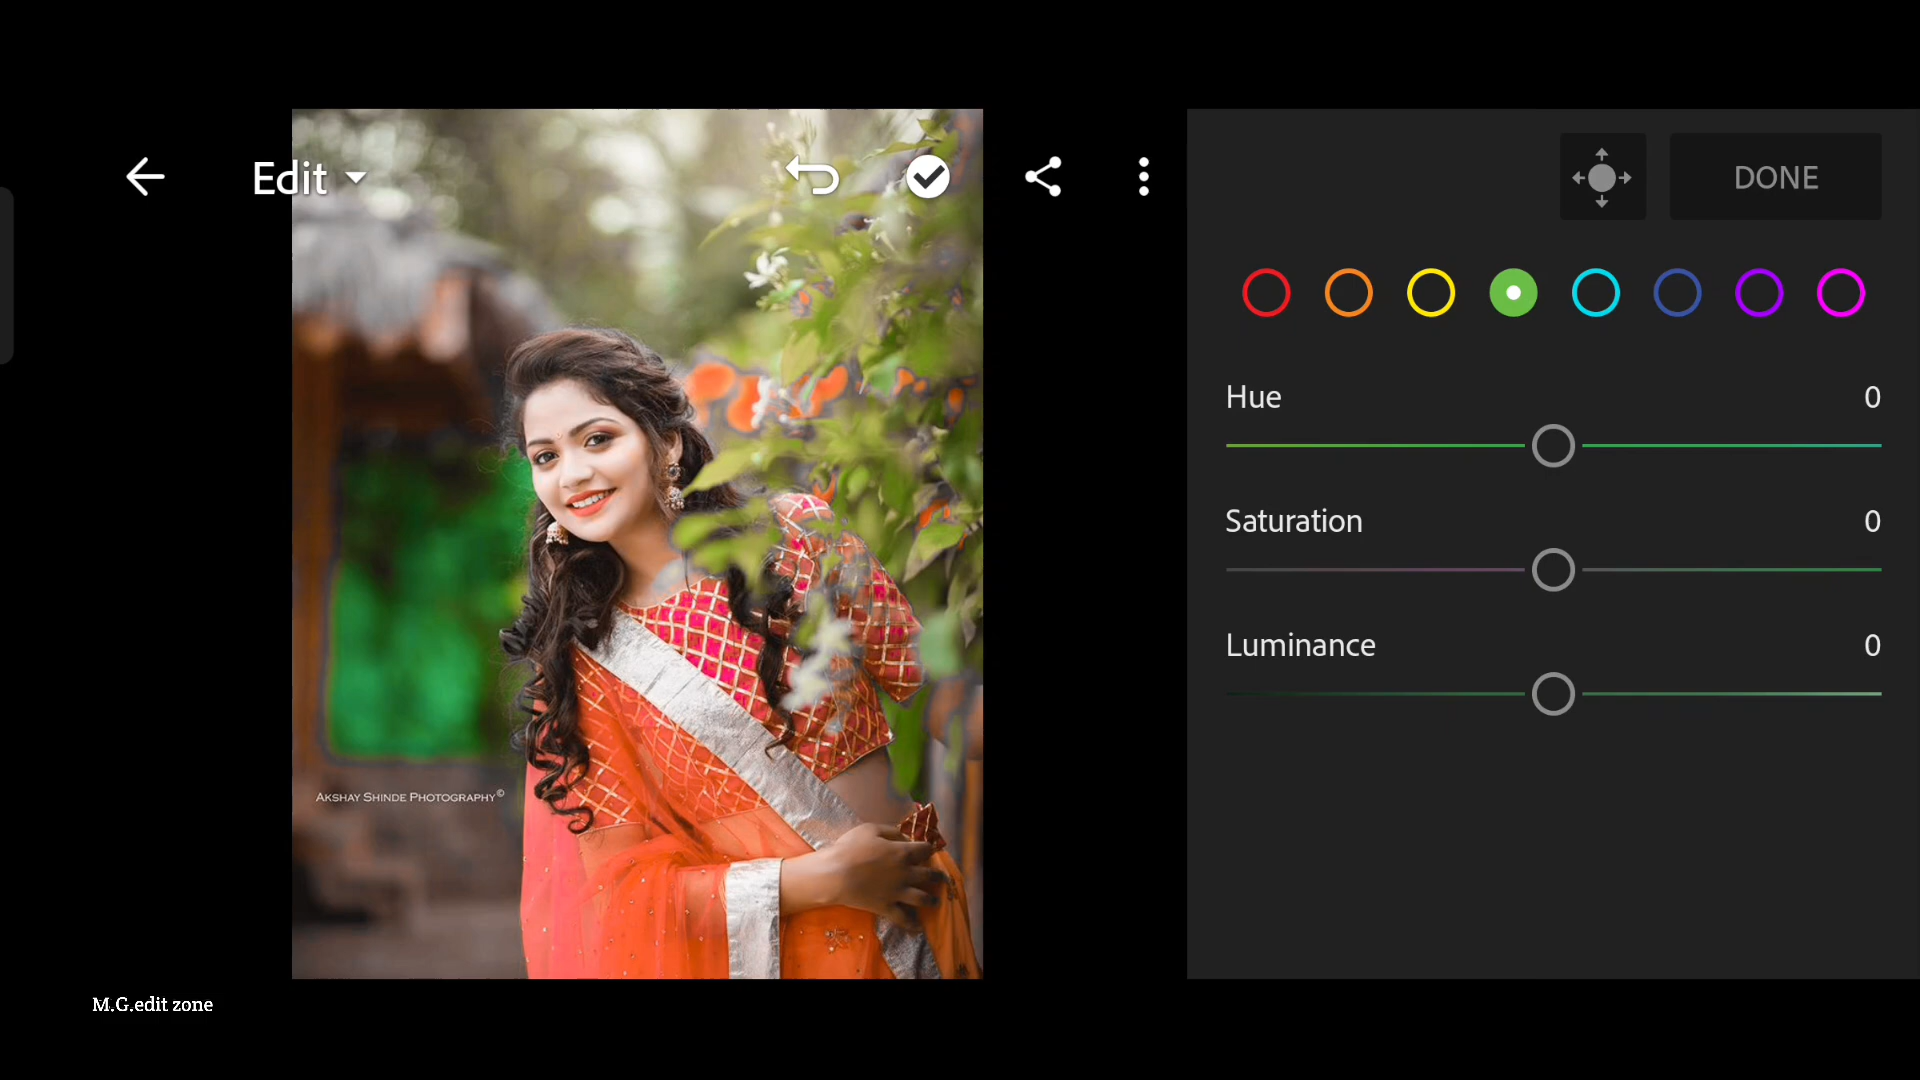 Edit
DONE
Hue 0
Saturation 0
Luminance 0
AKSHAY SHINDE PHOTOGRAPHY©
M.G.edit zone